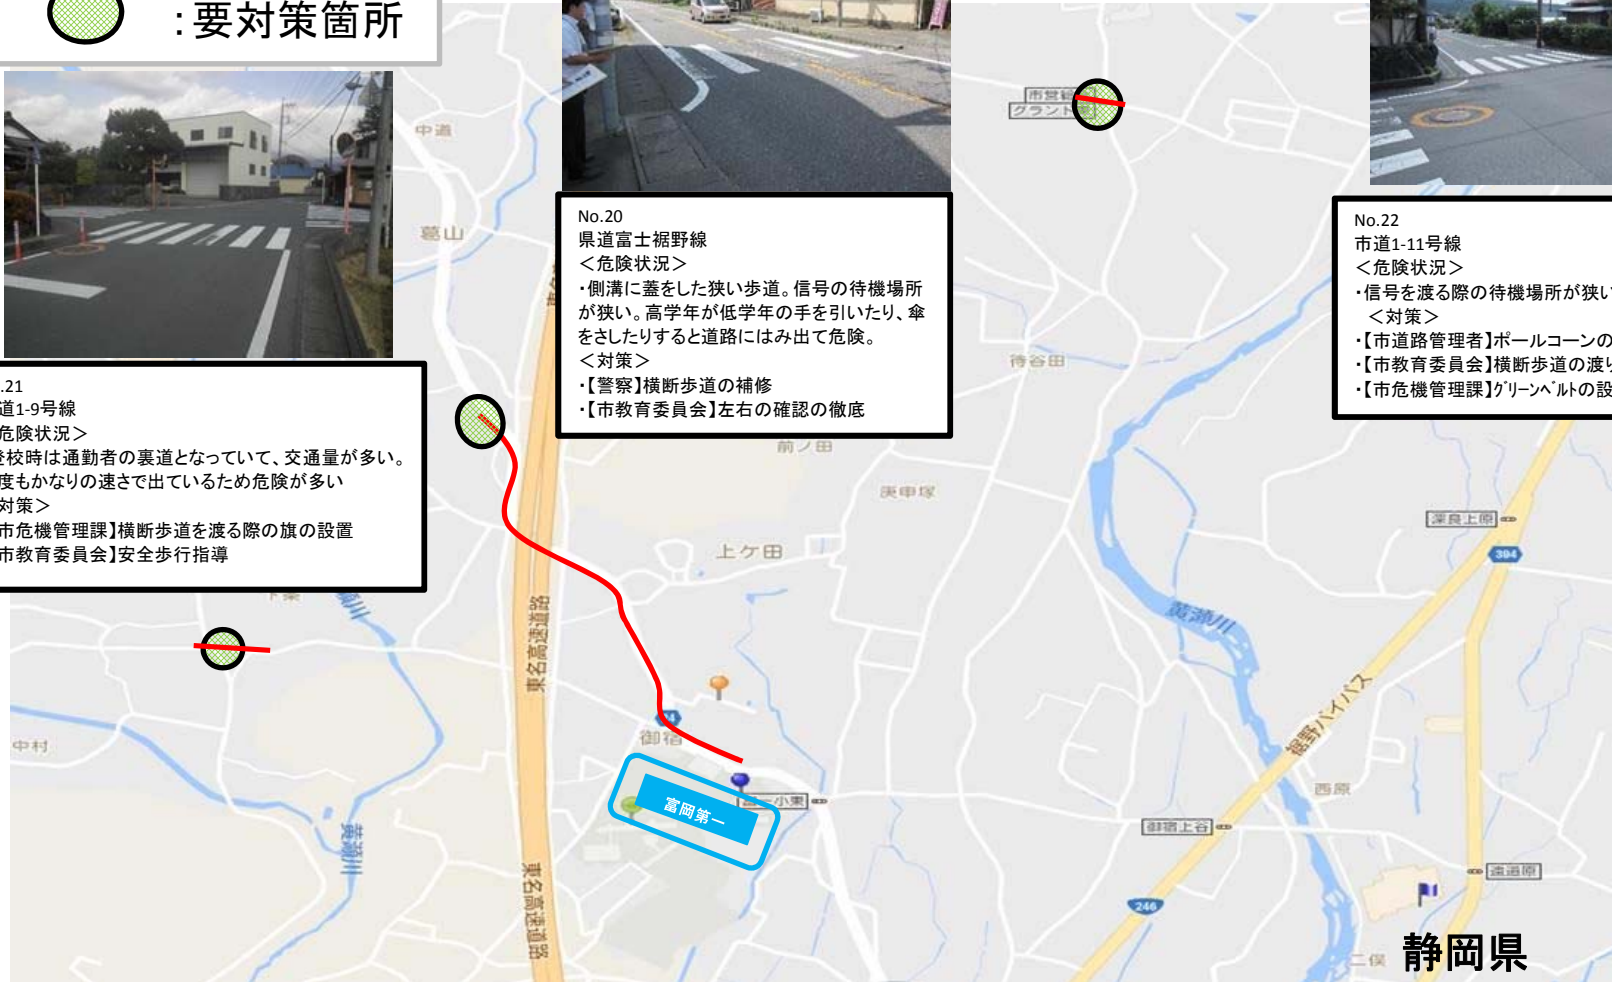 :要対策箇所
No.20
県道富士裾野線
＜危険状況＞
・側溝に蓋をした狭い歩道。信号の待機場所
が狭い。高学年が低学年の手を引いたり、傘
をさしたりすると道路にはみ出て危険。
＜対策＞
・【警察】横断歩道の補修
・【市教育委員会】左右の確認の徹底
No.22
市道1-11号線
＜危険状況＞
・信号を渡る際の待機場所が狭い
＜対策＞
・【市道路管理者】ポールコーンの
・【市教育委員会】横断歩道の渡り
・【市危機管理課】グリーンベルトの設
.21
道1-9号線
危険状況＞
登校時は通勤者の裏道となっていて、交通量が多い。
度もかなりの速さで出ているため危険が多い
対策＞
市危機管理課】横断歩道を渡る際の旗の設置
市教育委員会】安全歩行指導
中道
葛山
市営
グランド
待谷田
前ノ田
庚申塚
上ケ田
深良上原
394
黄瀬川
東名高速道路
裾野バイパス
中村
御宿
富岡第一
小東
西原
御宿上谷
黄瀬川
遠道原
東名高速道路
246
二俣
静岡県